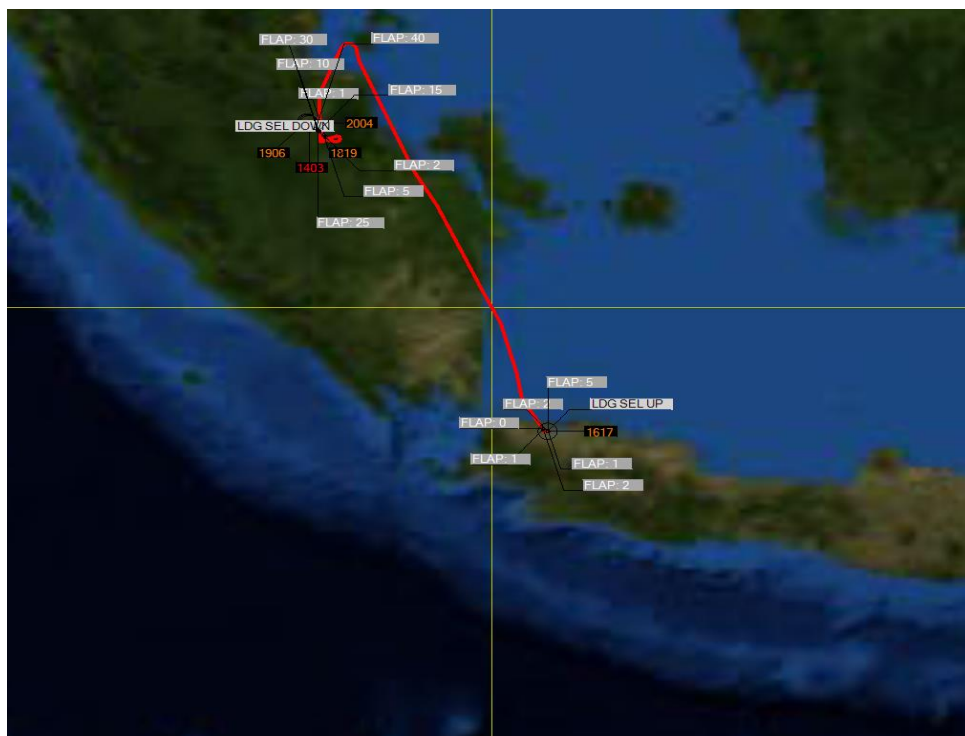 FLAP: 30
FLAP: 40
FLAP: 10
FLAP: 1
FLAP: 15
LDG SEL DOWN
2004
1906
1819
1403
FLAP: 2
FLAP: 5
FLAP: 25
FLAP: 5
FLAP: 2
LDG SEL UP
FLAP: 0
1617
FLAP: 1
FLAP: 1
FLAP: 2